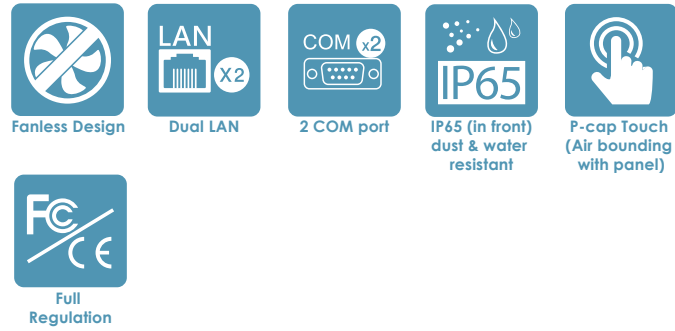 LAN
X2
COM x2
IP65
Fanless Design
Dual LAN
2 COM port
IP65 (in front)
dust & water
resistant
P-cap Touch
(Air bounding
with panel)
FC
CE
Full
Regulation